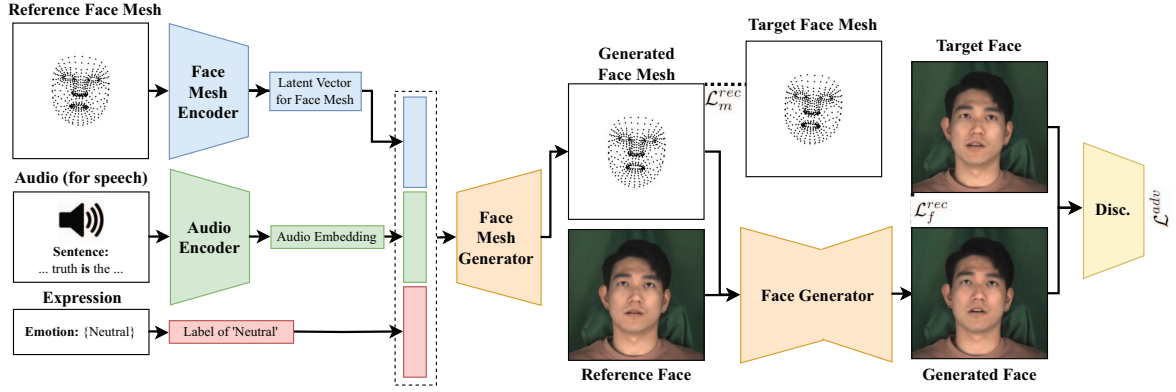 Reference Face Mesh
Face
Mesh
Encoder
Latent Vector
for Face Mesh
Audio (for speech)
Sentence:
... truth is the ...
Audio
Encoder
Audio Embedding
Expression
Emotion: {Neutral}
Label of 'Neutral'
Face
Mesh
Generator
Generated
Face Mesh
Target Face Mesh
ℒ_m^{rec}
Reference Face
Face Generator
Target Face
ℒ_f^{rec}
Generated Face
Disc.
ℒ^{adv}